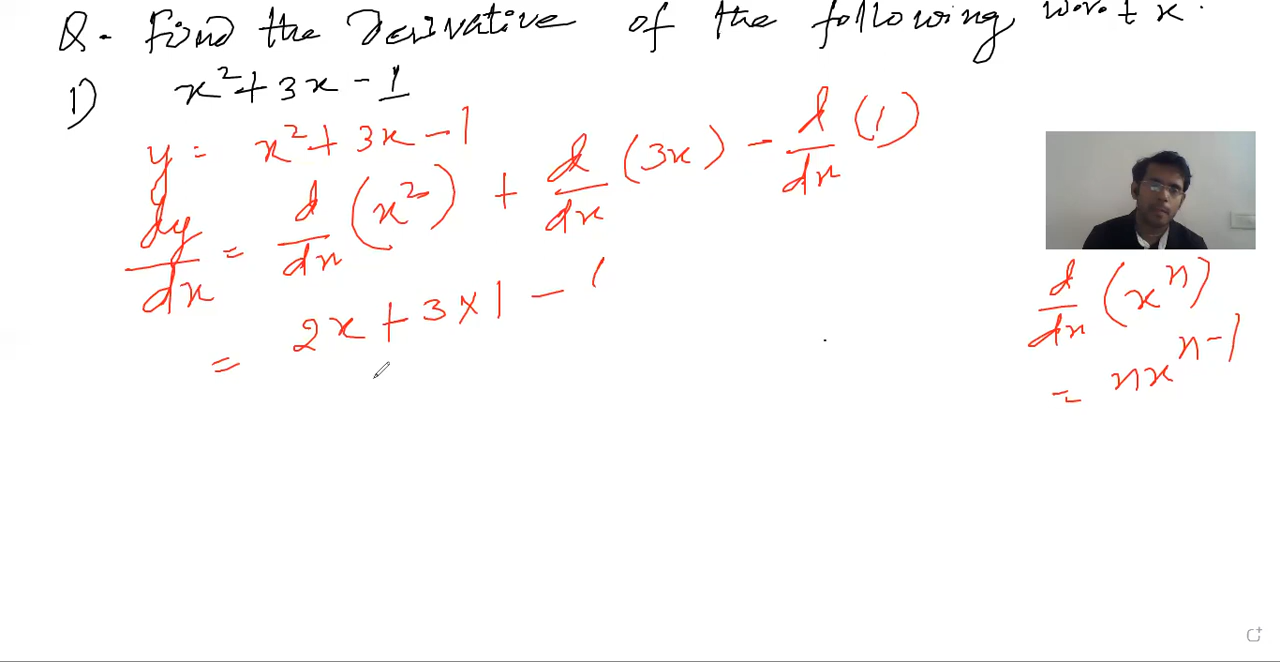 Q. Find the Derivative of the following w.r.t x.
1) x² + 3x - 1
y = x² + 3x - 1
dy/dx = d/dx (x²) + d/dx (3x) - d/dx (1)
= 2x + 3×1 -
d/dx (xⁿ)
= nxⁿ⁻¹